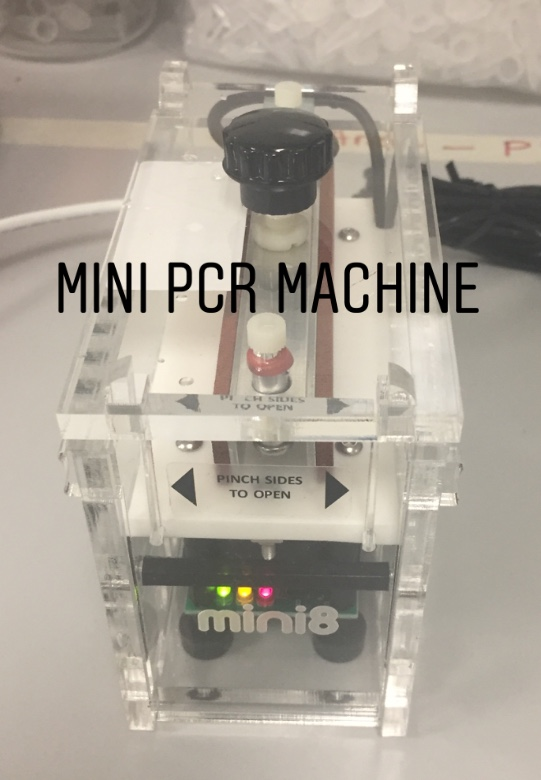 MINI PCR MACHINE
PINCH SIDES
TO OPEN
PINCH SIDES
TO OPEN
mini8